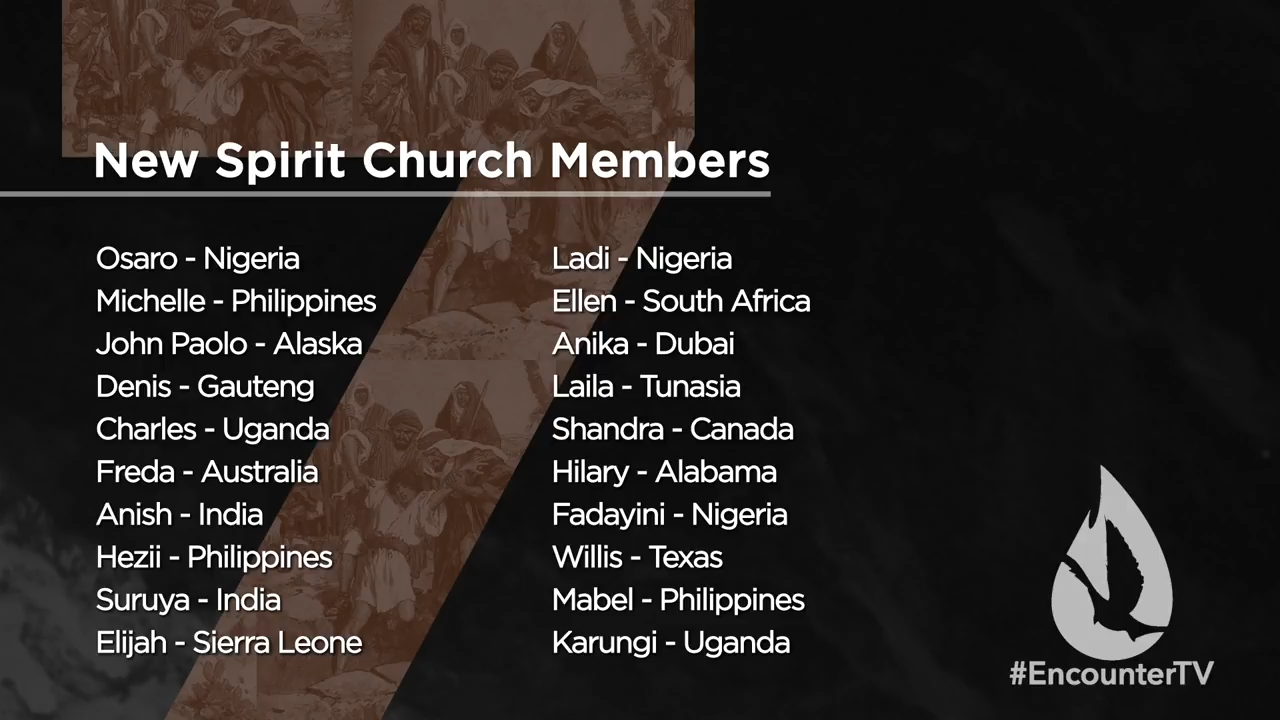 New Spirit Church Members
Osaro - Nigeria
Michelle - Philippines
John Paolo - Alaska
Denis - Gauteng
Charles - Uganda
Freda - Australia
Anish - India
Hezii - Philippines
Suruya - India
Elijah - Sierra Leone
Ladi - Nigeria
Ellen - South Africa
Anika - Dubai
Laila - Tunasia
Shandra - Canada
Hilary - Alabama
Fadayini - Nigeria
Willis - Texas
Mabel - Philippines
Karungi - Uganda
#EncounterTV